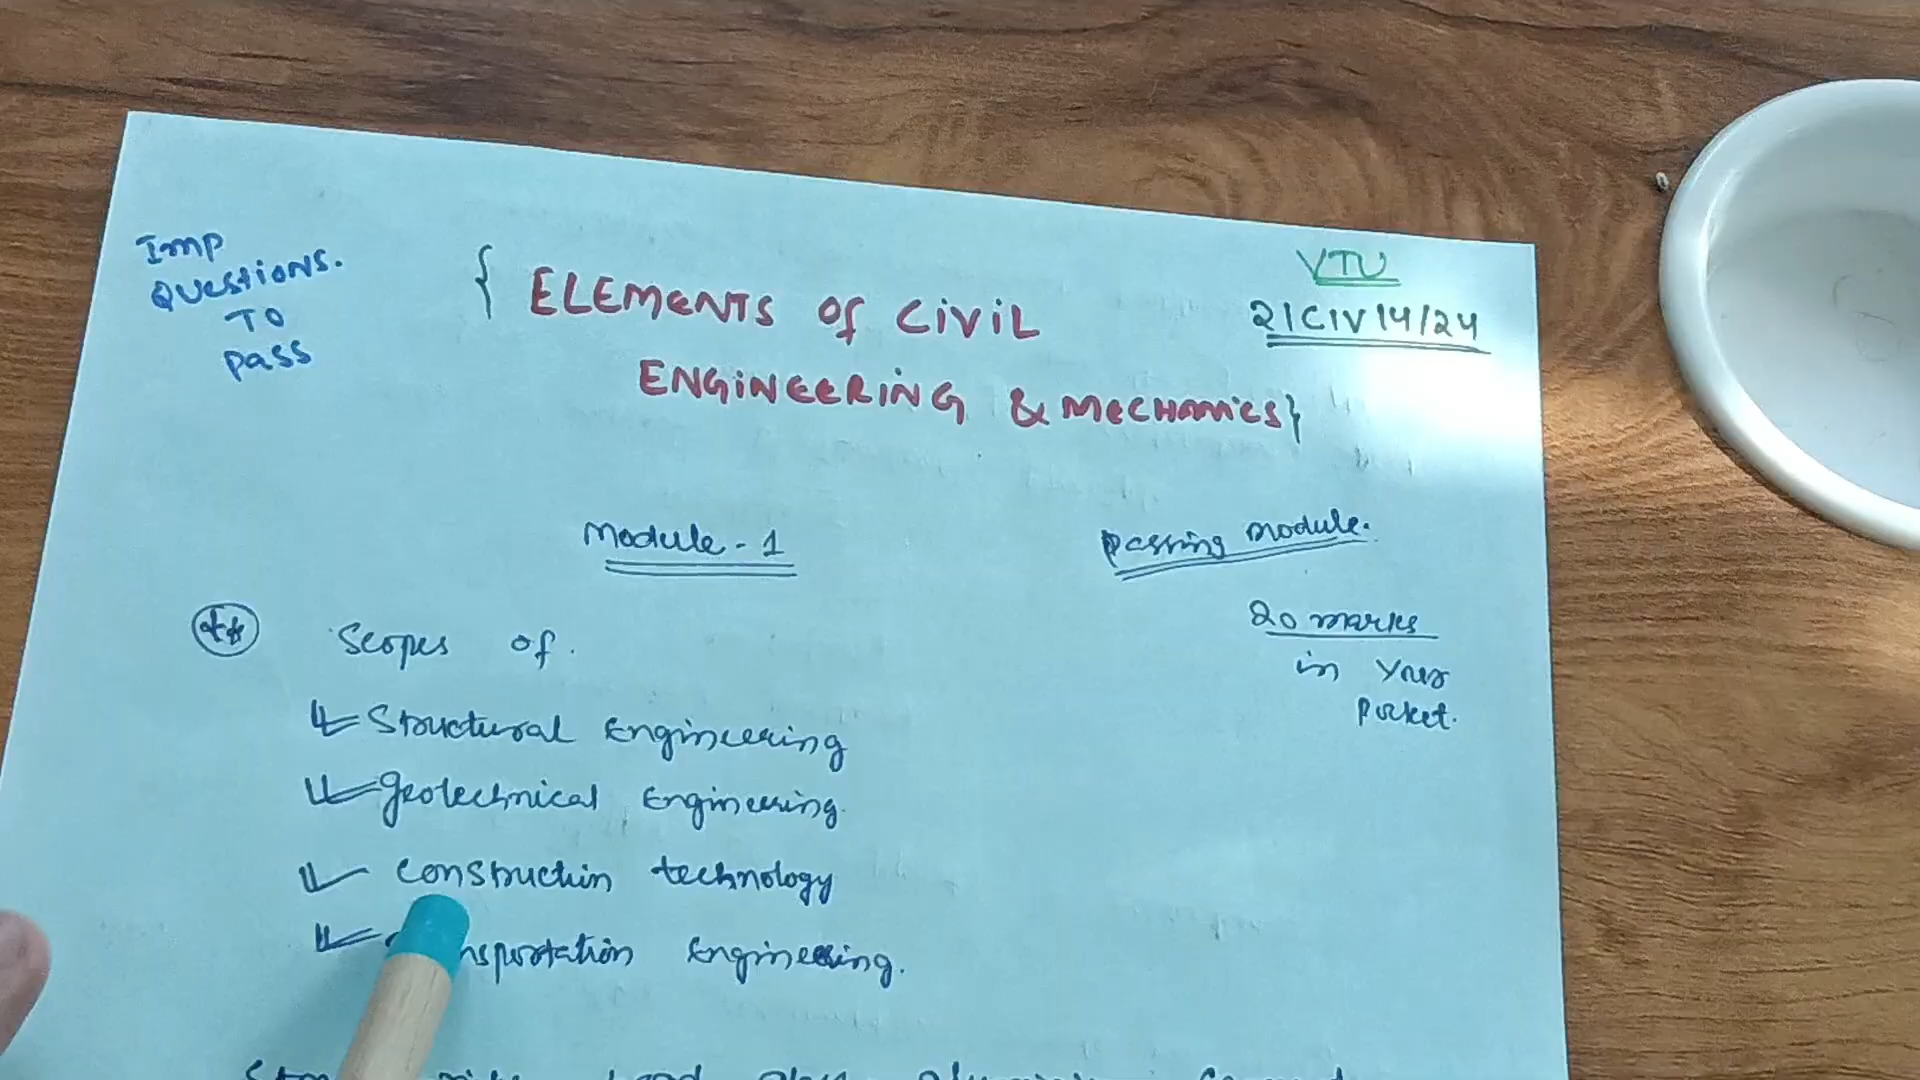 Imp
QUESTIONS.
TO
pass
{ ELEMENTS Of CiViL
ENGINEERING & MECHANICS}
VTU
21CIV14/24
Module - 1
passing module.
20 marks
in your
pocket.
** Scopes of.
Structural Engineering
Geotechnical Engineering.
Construction technology
Engineering.